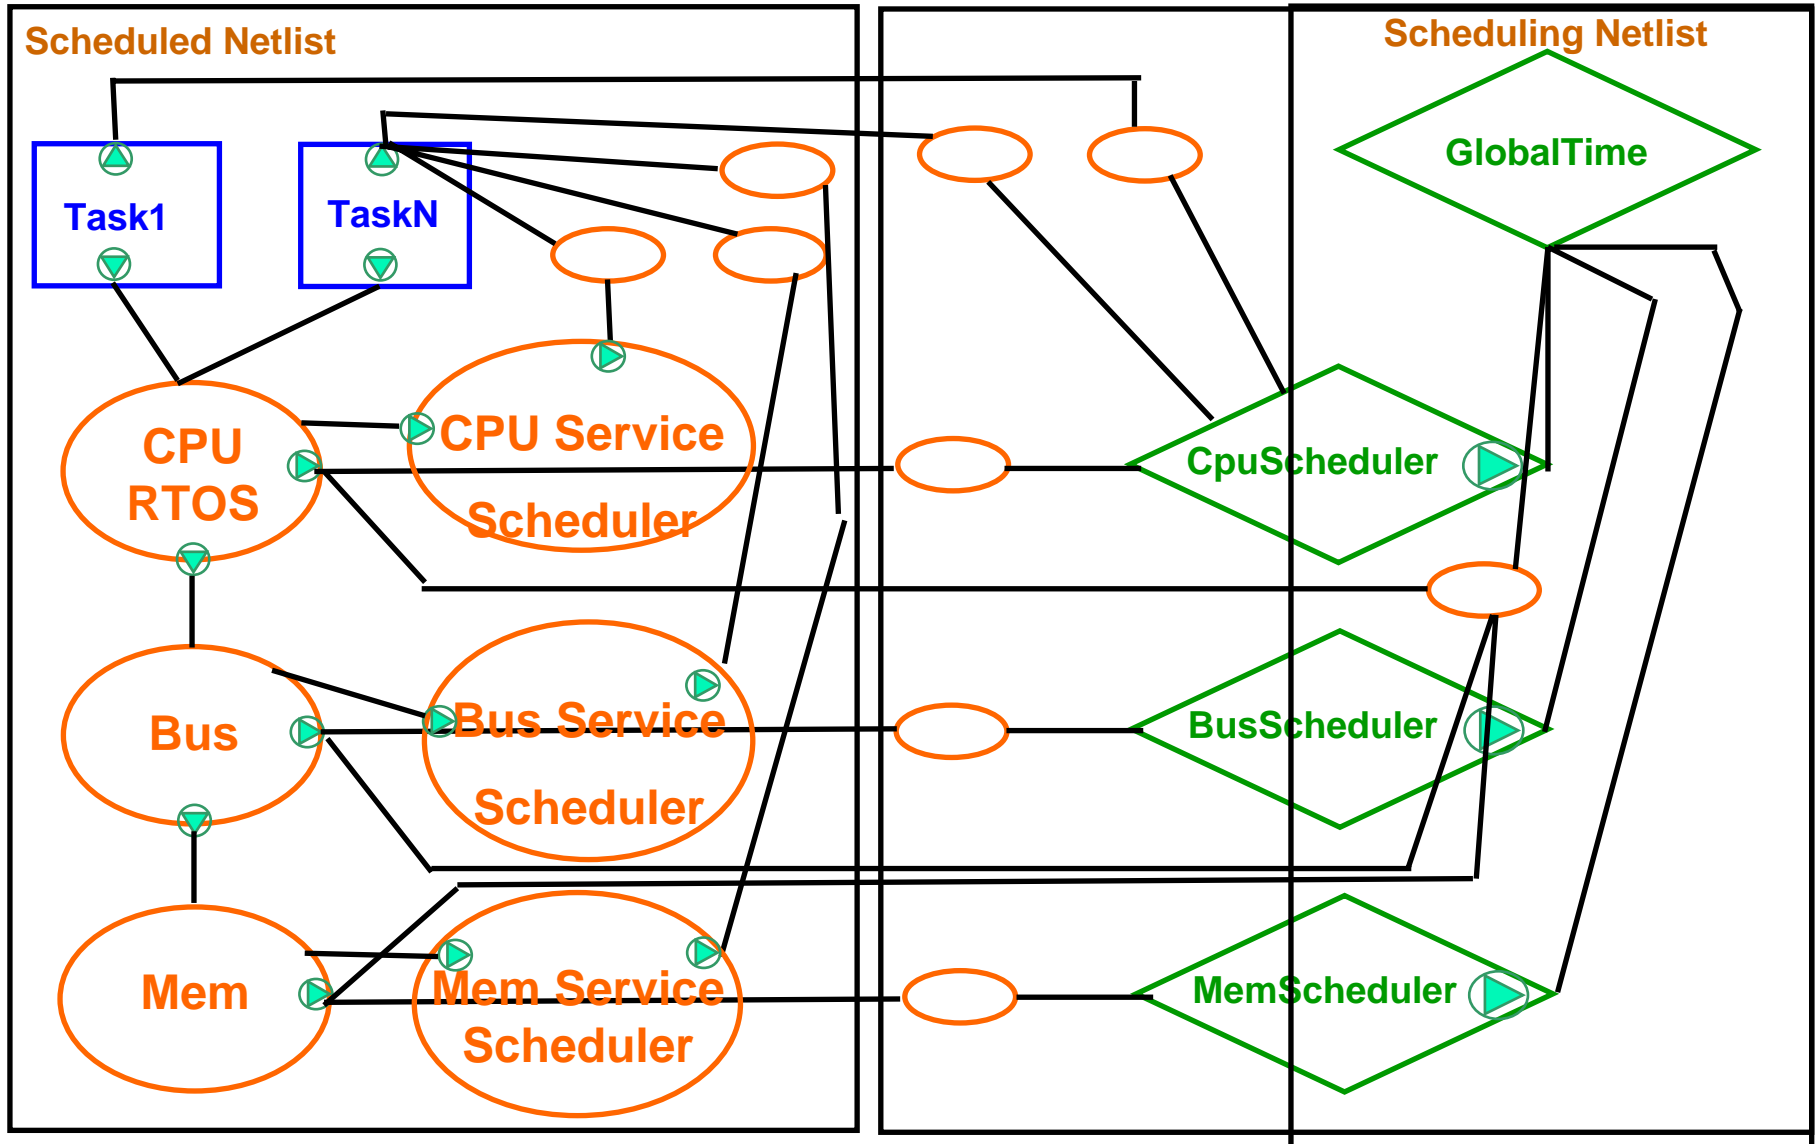 Scheduled Netlist
Scheduling Netlist
GlobalTime
Task1
TaskN
CPU
RTOS
CPU Service
Scheduler
CpuScheduler
Bus
Bus Service
Scheduler
BusScheduler
Mem
Mem Service
Scheduler
MemScheduler